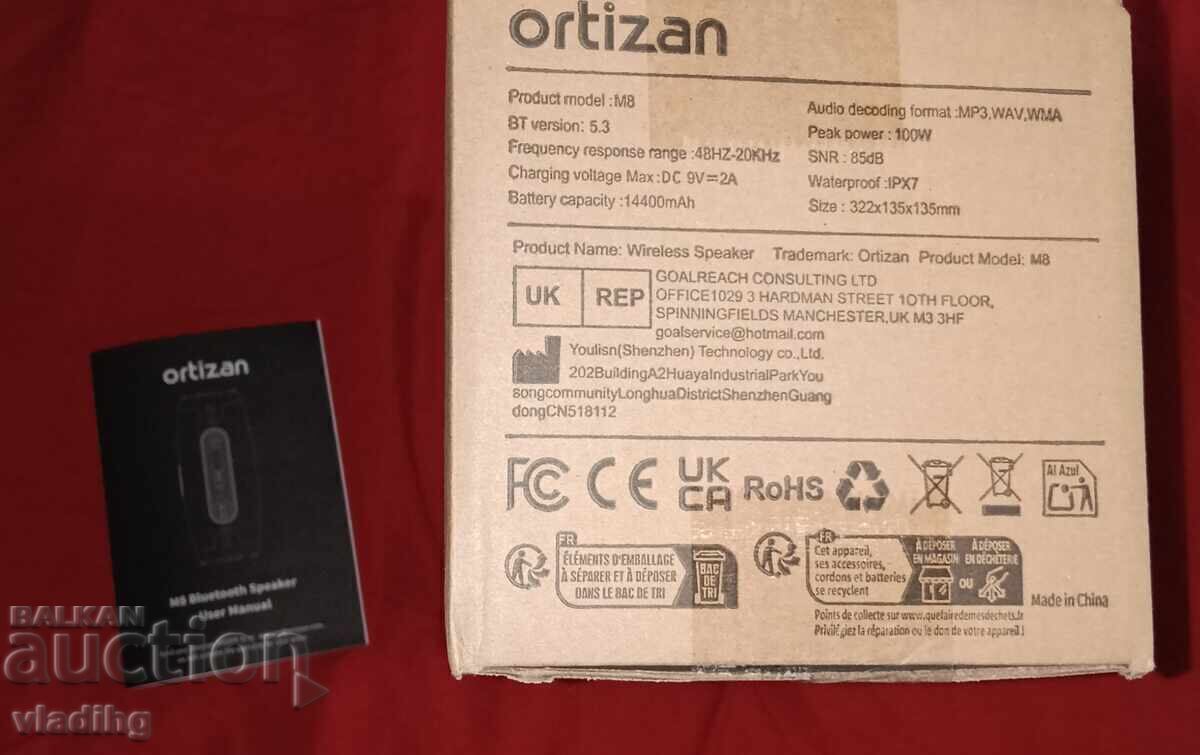 ortizan
Product model :M8
BT version: 5.3
Frequency response range :48HZ-20KHz
Charging voltage Max:DC 9V⎓2A
Battery capacity :14400mAh
Audio decoding format :MP3,WAV,WMA
Peak power : 100W
SNR : 85dB
Waterproof :IPX7
Size : 322x135x135mm
Product Name: Wireless Speaker Trademark: Ortizan Product Model: M8
UK REP
GOALREACH CONSULTING LTD
OFFICE1029 3 HARDMAN STREET 10TH FLOOR,
SPINNINGFIELDS MANCHESTER,UK M3 3HF
goalservice@hotmail.com
Youlisn(Shenzhen) Technology co.,Ltd.
202BuildingA2HuayaIndustrialParkYou
songcommunityLonghuaDistrictShenzhenGuang
dongCN518112
FC CE UK
CA
RoHS
Al Azul
FR
ÉLÉMENTS D'EMBALLAGE
À SÉPARER ET À DÉPOSER
DANS LE BAC DE TRI
BAC
DE
TRI
FR
Cet appareil,
ses accessoires,
cordons et batteries
se recyclent
À DÉPOSER
EN MAGASIN
OU
À DÉPOSER
EN DÉCHÈTERIE
Points de collecte sur www.quefairedemesdechets.fr
Privilégiez la réparation ou le don de votre appareil !
Made in China
ortizan
M8 Bluetooth Speaker
User Manual
BALKAN
auction
vladihg